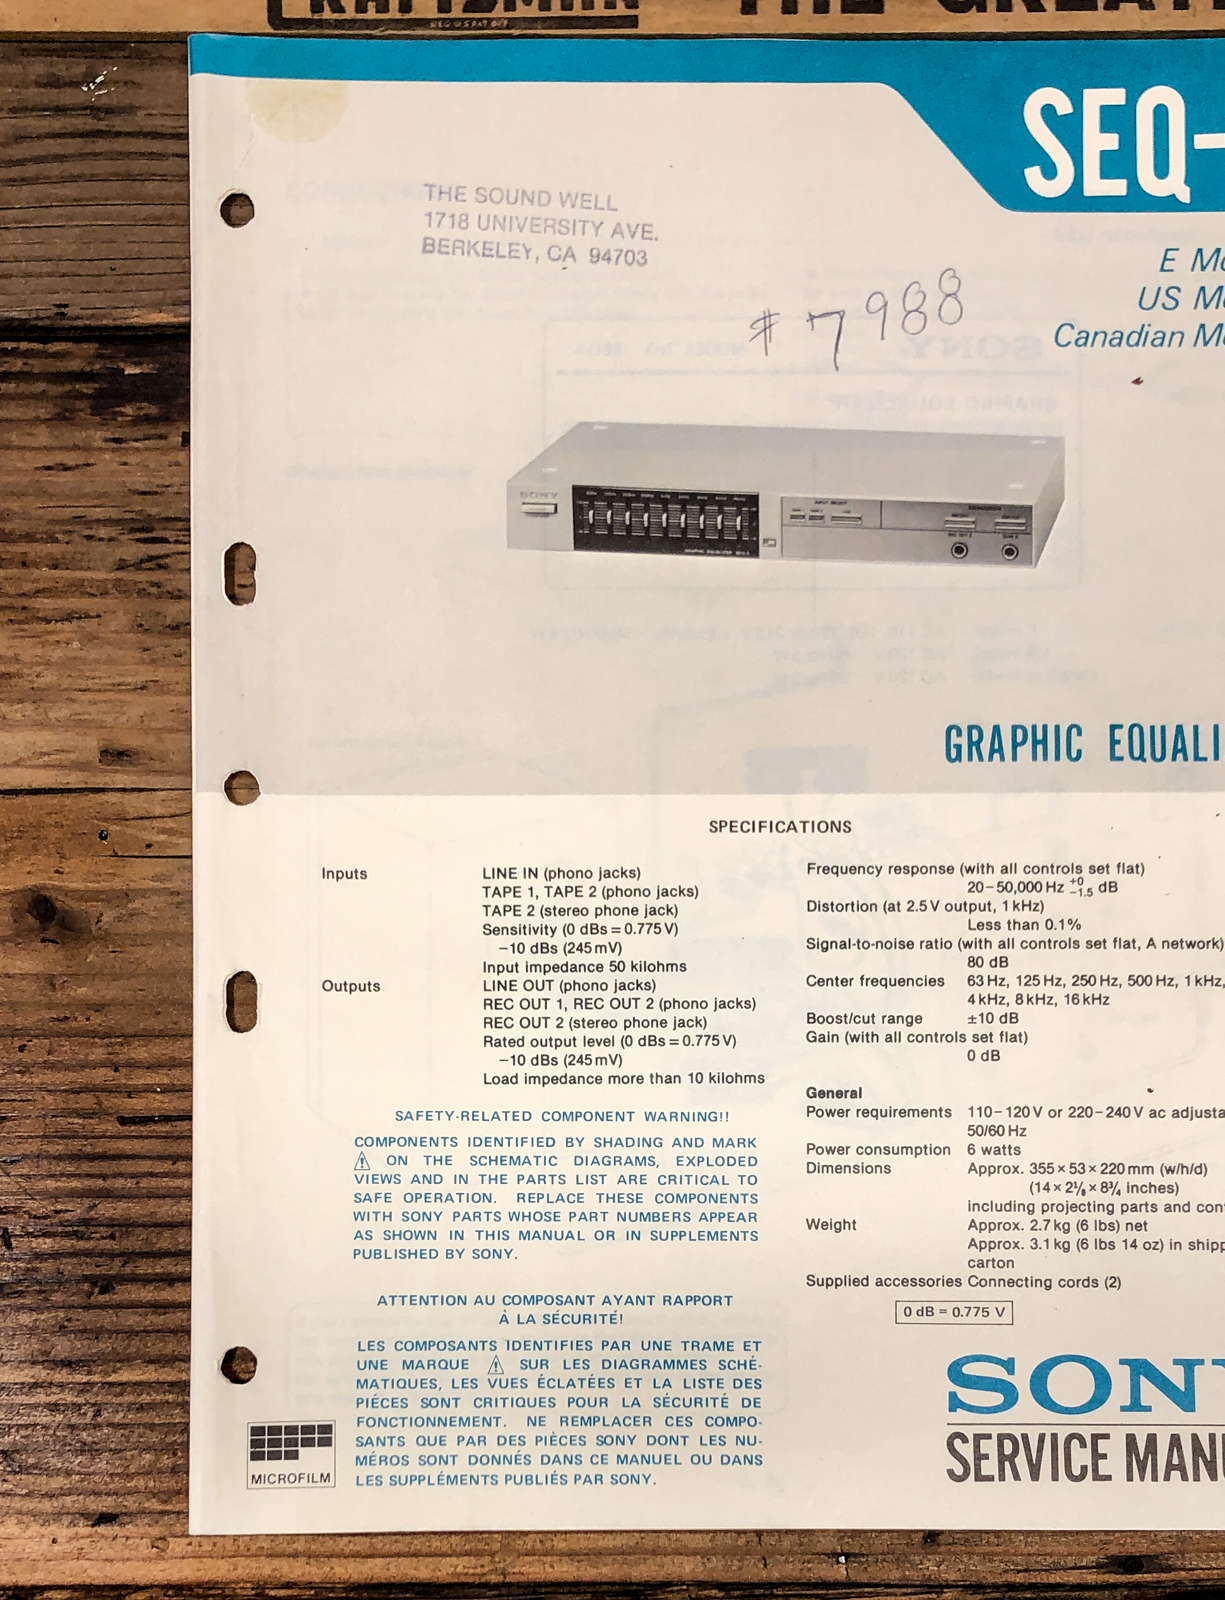 CRAFTSMAN
REG US PAT OFF
THE GREAT
SEQ-
THE SOUND WELL
1718 UNIVERSITY AVE.
BERKELEY, CA 94703
# 7988
E Mo
US Mo
Canadian Mo
SONY
INPUT SELECT
GRAPHIC EQUALI
SPECIFICATIONS
Inputs LINE IN (phono jacks)
TAPE 1, TAPE 2 (phono jacks)
TAPE 2 (stereo phone jack)
Sensitivity (0 dBs = 0.775 V)
−10 dBs (245 mV)
Input impedance 50 kilohms
Outputs LINE OUT (phono jacks)
REC OUT 1, REC OUT 2 (phono jacks)
REC OUT 2 (stereo phone jack)
Rated output level (0 dBs = 0.775 V)
−10 dBs (245 mV)
Load impedance more than 10 kilohms
SAFETY-RELATED COMPONENT WARNING!!
COMPONENTS IDENTIFIED BY SHADING AND MARK
⚠ ON THE SCHEMATIC DIAGRAMS, EXPLODED
VIEWS AND IN THE PARTS LIST ARE CRITICAL TO
SAFE OPERATION. REPLACE THESE COMPONENTS
WITH SONY PARTS WHOSE PART NUMBERS APPEAR
AS SHOWN IN THIS MANUAL OR IN SUPPLEMENTS
PUBLISHED BY SONY.
ATTENTION AU COMPOSANT AYANT RAPPORT
À LA SÉCURITÉ!
LES COMPOSANTS IDENTIFIES PAR UNE TRAME ET
UNE MARQUE ⚠ SUR LES DIAGRAMMES SCHÉ-
MATIQUES, LES VUES ÉCLATÉES ET LA LISTE DES
PIÉCES SONT CRITIQUES POUR LA SÉCURITÉ DE
FONCTIONNEMENT. NE REMPLACER CES COMPO-
SANTS QUE PAR DES PIÈCES SONY DONT LES NU-
MÉROS SONT DONNÉS DANS CE MANUEL OU DANS
LES SUPPLÉMENTS PUBLIÉS PAR SONY.
MICROFILM
Frequency response (with all controls set flat)
20–50,000 Hz +0 −1.5 dB
Distortion (at 2.5 V output, 1 kHz)
Less than 0.1%
Signal-to-noise ratio (with all controls set flat, A network)
80 dB
Center frequencies 63 Hz, 125 Hz, 250 Hz, 500 Hz, 1 kHz,
4 kHz, 8 kHz, 16 kHz
Boost/cut range ±10 dB
Gain (with all controls set flat)
0 dB
General
Power requirements 110–120 V or 220–240 V ac adjusta
50/60 Hz
Power consumption 6 watts
Dimensions Approx. 355 × 53 × 220 mm (w/h/d)
(14 × 2⅛ × 8¾ inches)
including projecting parts and con
Weight Approx. 2.7 kg (6 lbs) net
Approx. 3.1 kg (6 lbs 14 oz) in shipp
carton
Supplied accessories Connecting cords (2)
0 dB = 0.775 V
SONY
SERVICE MANU